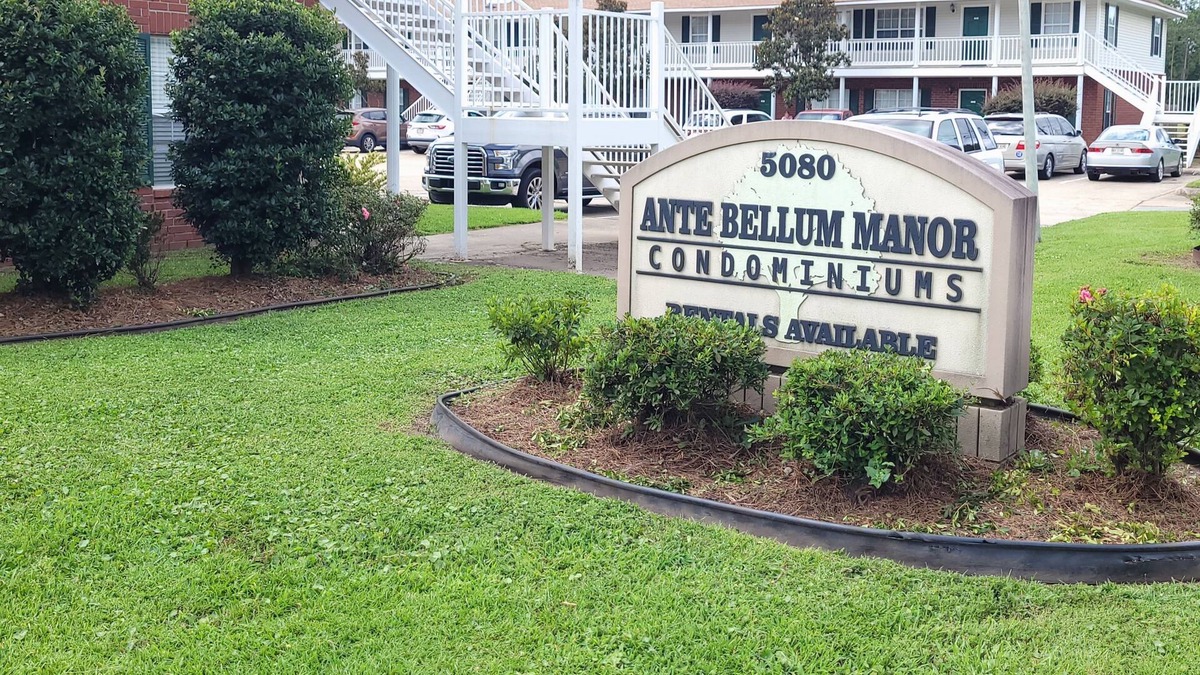 5080
ANTE BELLUM MANOR
CONDOMINIUMS
RENTALS AVAILABLE